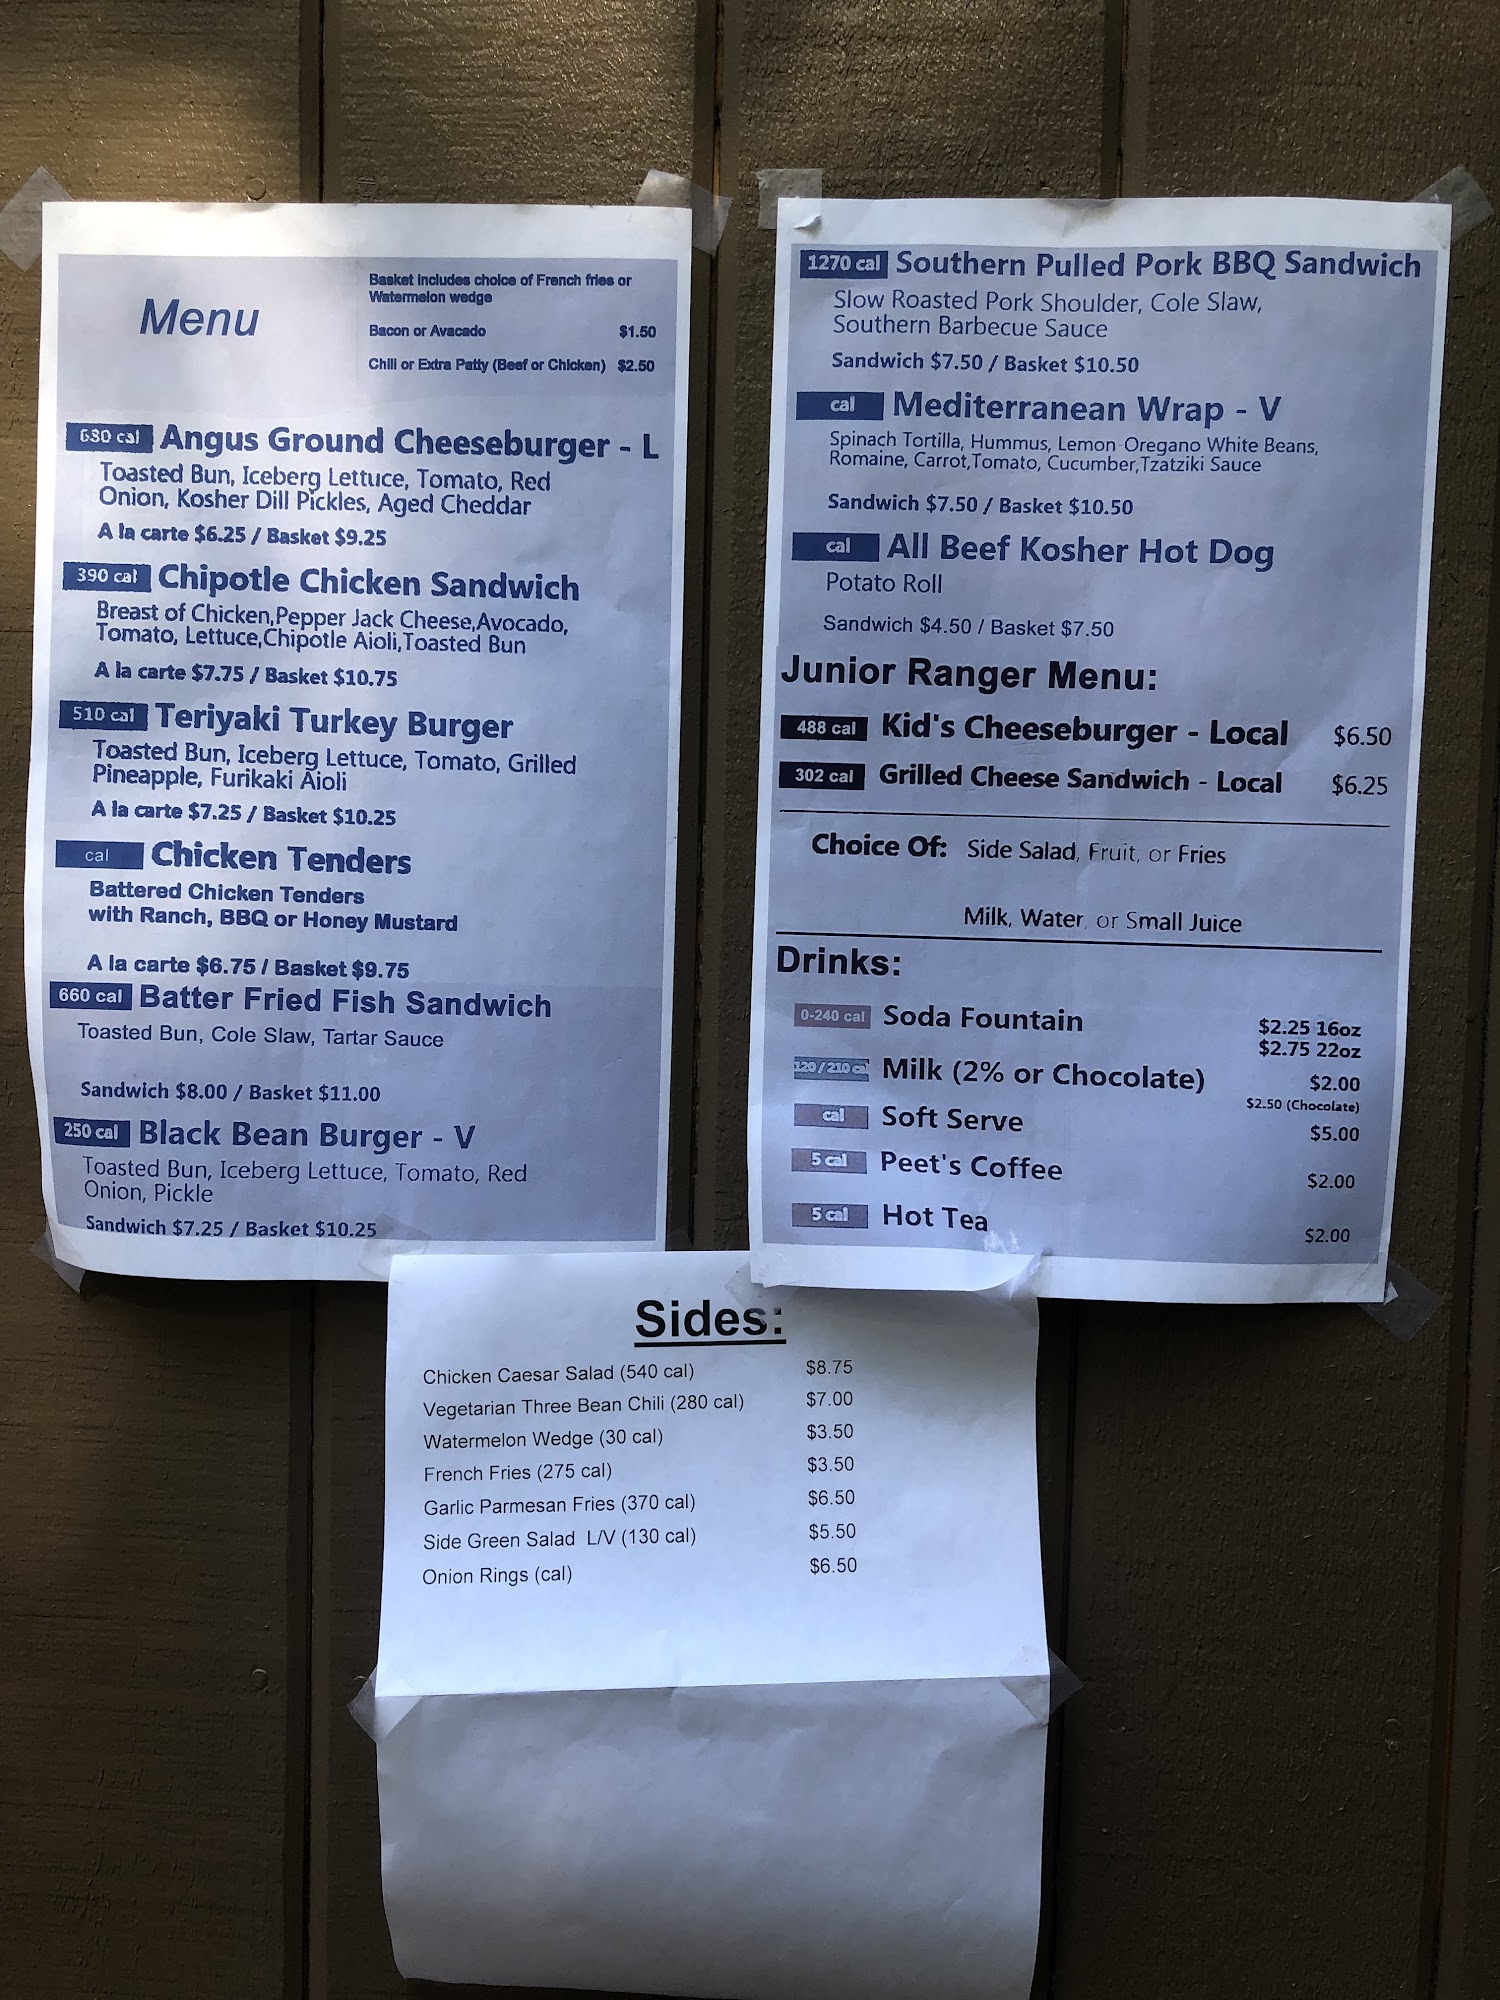 Menu
Basket includes choice of French fries or
Watermelon wedge
Bacon or Avacado $1.50
Chili or Extra Patty (Beef or Chicken) $2.50
680 cal Angus Ground Cheeseburger - L
Toasted Bun, Iceberg Lettuce, Tomato, Red
Onion, Kosher Dill Pickles, Aged Cheddar
A la carte $6.25 / Basket $9.25
390 cal Chipotle Chicken Sandwich
Breast of Chicken,Pepper Jack Cheese,Avocado,
Tomato, Lettuce,Chipotle Aioli,Toasted Bun
A la carte $7.75 / Basket $10.75
510 cal Teriyaki Turkey Burger
Toasted Bun, Iceberg Lettuce, Tomato, Grilled
Pineapple, Furikaki Aioli
A la carte $7.25 / Basket $10.25
cal Chicken Tenders
Battered Chicken Tenders
with Ranch, BBQ or Honey Mustard
A la carte $6.75 / Basket $9.75
660 cal Batter Fried Fish Sandwich
Toasted Bun, Cole Slaw, Tartar Sauce
Sandwich $8.00 / Basket $11.00
250 cal Black Bean Burger - V
Toasted Bun, Iceberg Lettuce, Tomato, Red
Onion, Pickle
Sandwich $7.25 / Basket $10.25
1270 cal Southern Pulled Pork BBQ Sandwich
Slow Roasted Pork Shoulder, Cole Slaw,
Southern Barbecue Sauce
Sandwich $7.50 / Basket $10.50
cal Mediterranean Wrap - V
Spinach Tortilla, Hummus, Lemon-Oregano White Beans,
Romaine, Carrot,Tomato, Cucumber,Tzatziki Sauce
Sandwich $7.50 / Basket $10.50
cal All Beef Kosher Hot Dog
Potato Roll
Sandwich $4.50 / Basket $7.50
Junior Ranger Menu:
488 cal Kid's Cheeseburger - Local $6.50
302 cal Grilled Cheese Sandwich - Local $6.25
Choice Of: Side Salad, Fruit, or Fries
Milk, Water, or Small Juice
Drinks:
0-240 cal Soda Fountain $2.25 16oz
$2.75 22oz
120/210 cal Milk (2% or Chocolate) $2.00
$2.50 (Chocolate)
cal Soft Serve $5.00
5 cal Peet's Coffee $2.00
5 cal Hot Tea $2.00
Sides:
Chicken Caesar Salad (540 cal) $8.75
Vegetarian Three Bean Chili (280 cal) $7.00
Watermelon Wedge (30 cal) $3.50
French Fries (275 cal) $3.50
Garlic Parmesan Fries (370 cal) $6.50
Side Green Salad L/V (130 cal) $5.50
Onion Rings (cal) $6.50